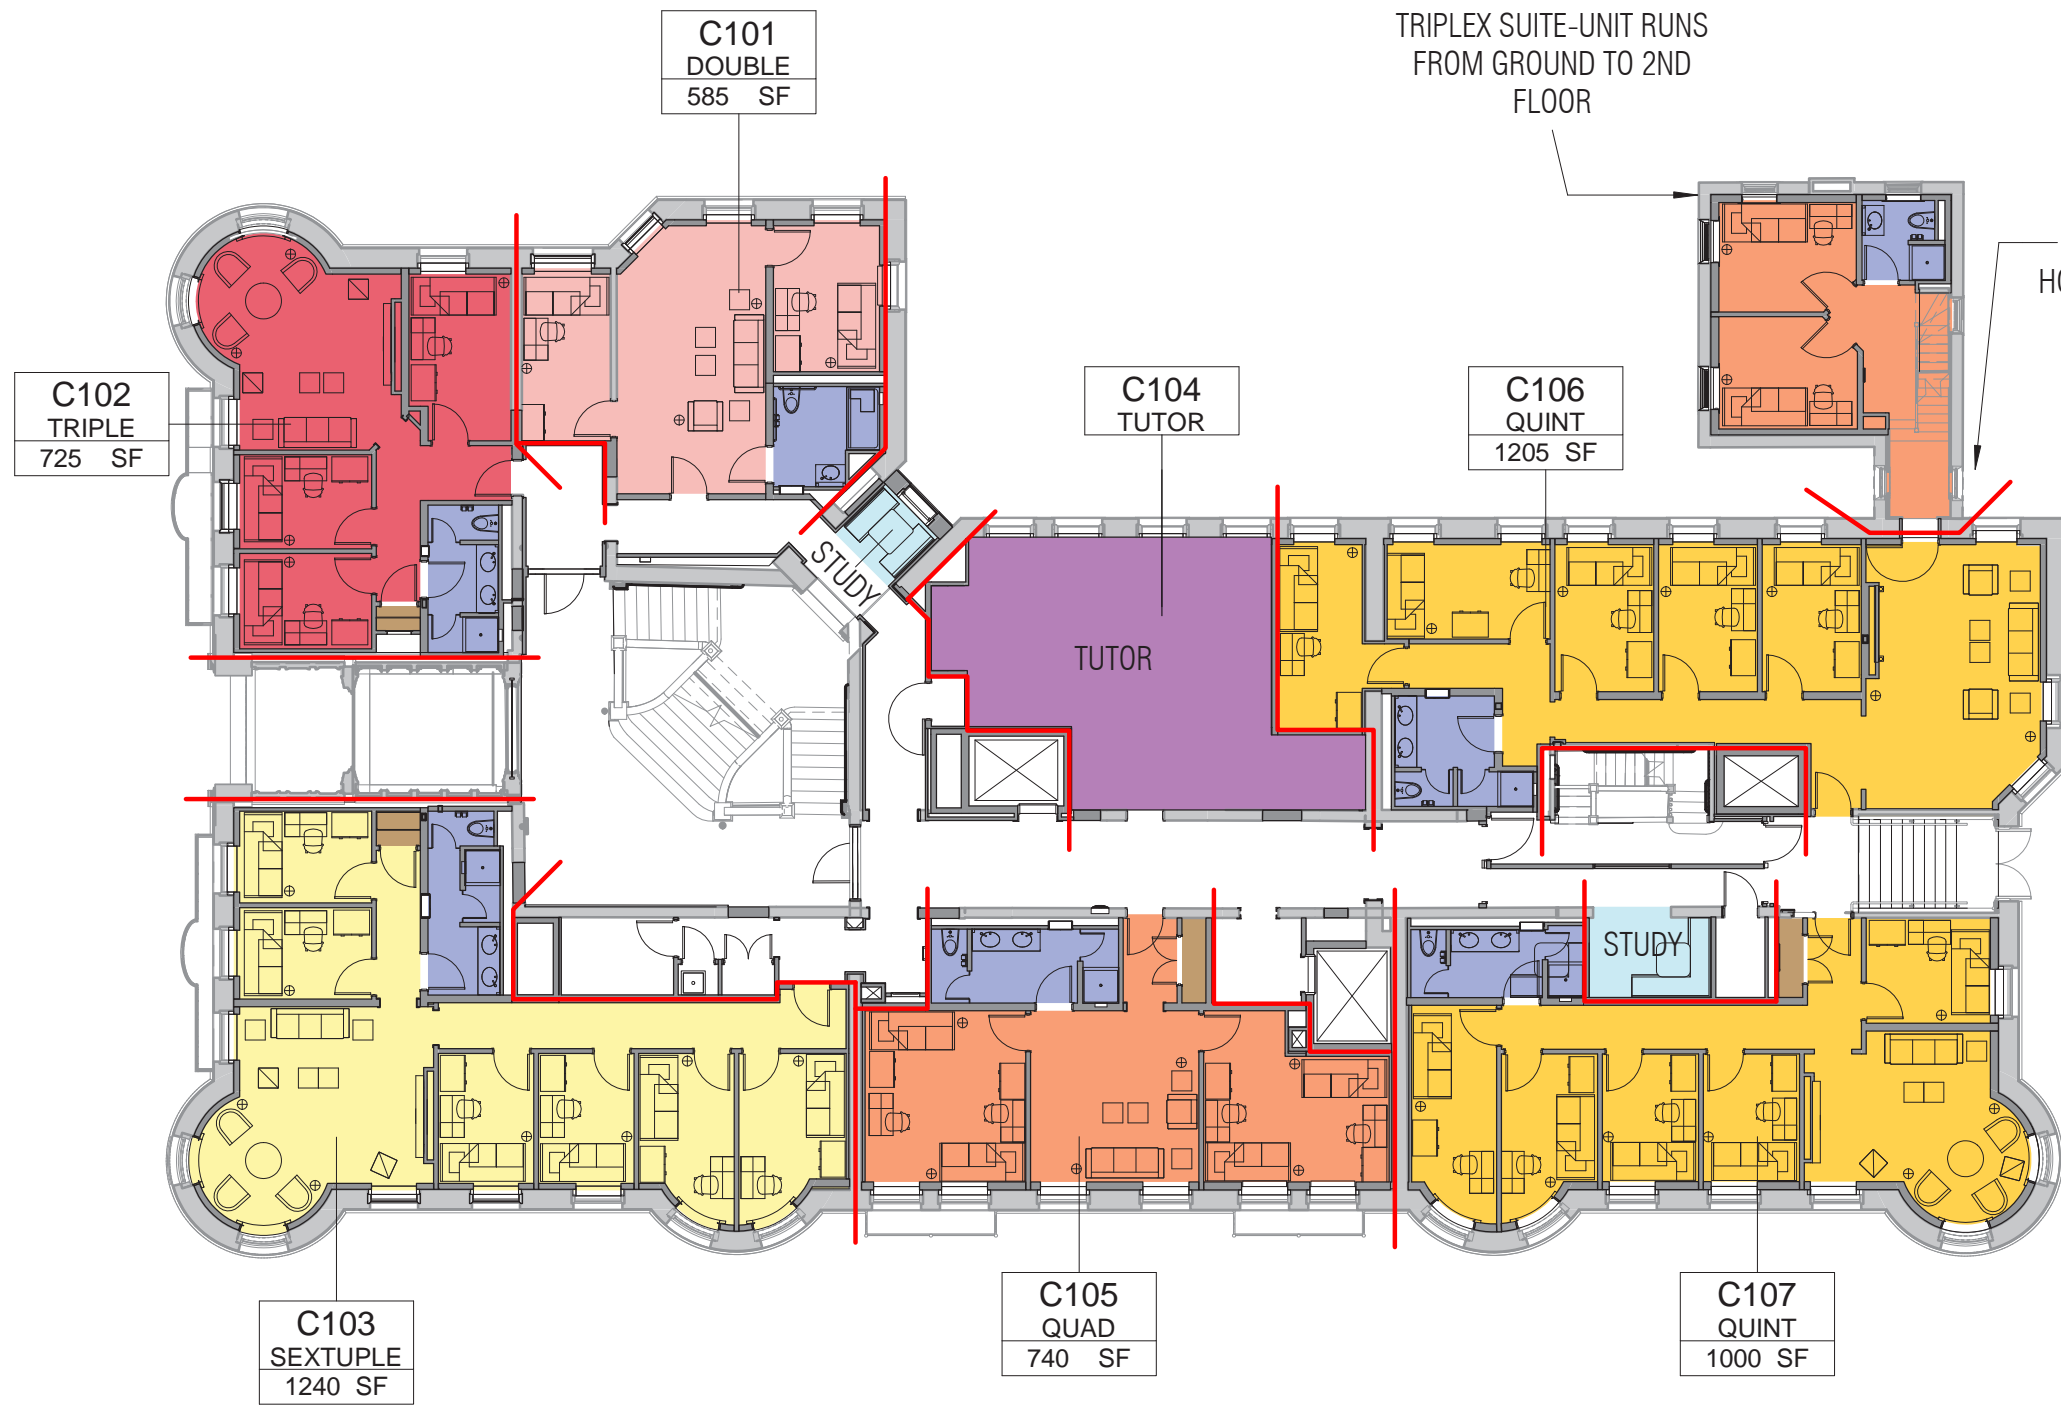 C101
DOUBLE
585 SF
TRIPLEX SUITE-UNIT RUNS
FROM GROUND TO 2ND
FLOOR
HO
C102
TRIPLE
725 SF
C104
TUTOR
C106
QUINT
1205 SF
STUDY
TUTOR
STUDY
C103
SEXTUPLE
1240 SF
C105
QUAD
740 SF
C107
QUINT
1000 SF